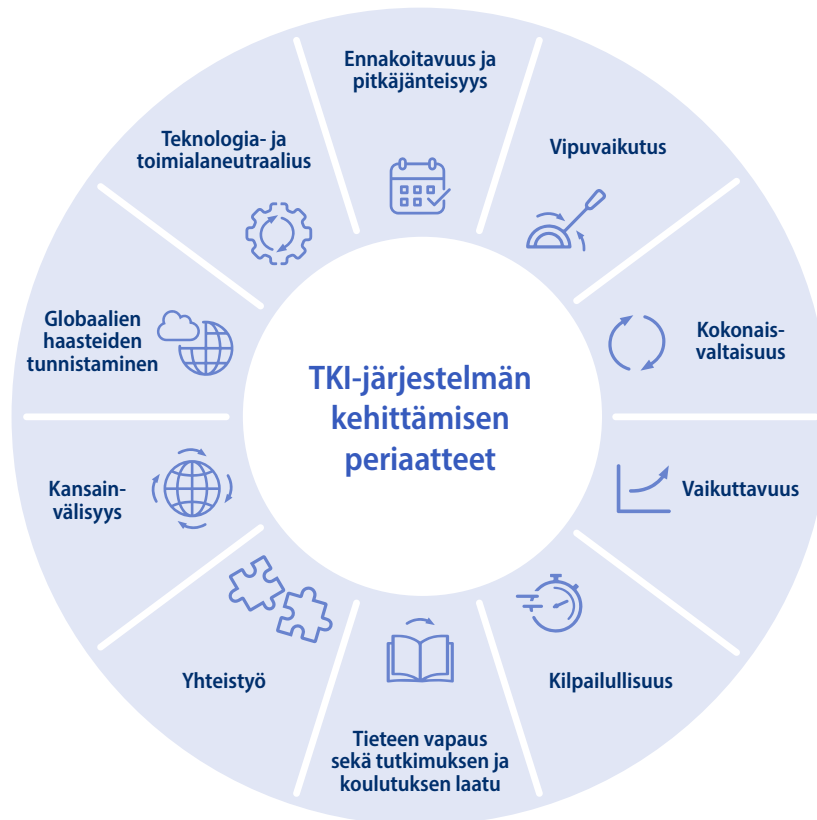 Ennakoitavuus ja
pitkäjänteisyys
Vipuvaikutus
Kokonais-
valtaisuus
Vaikuttavuus
Kilpailullisuus
Tieteen vapaus
sekä tutkimuksen ja
koulutuksen laatu
Yhteistyö
Kansain-
välisyys
Globaalien
haasteiden
tunnistaminen
Teknologia- ja
toimialaneutraalius
TKI-järjestelmän
kehittämisen
periaatteet